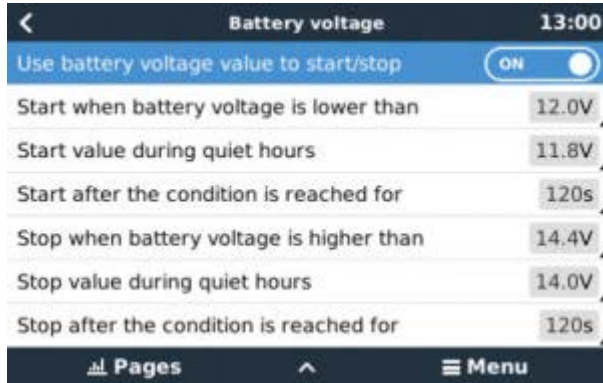 Battery voltage 13:00
Use battery voltage value to start/stop ON
Start when battery voltage is lower than 12.0V
Start value during quiet hours 11.8V
Start after the condition is reached for 120s
Stop when battery voltage is higher than 14.4V
Stop value during quiet hours 14.0V
Stop after the condition is reached for 120s
Pages Menu